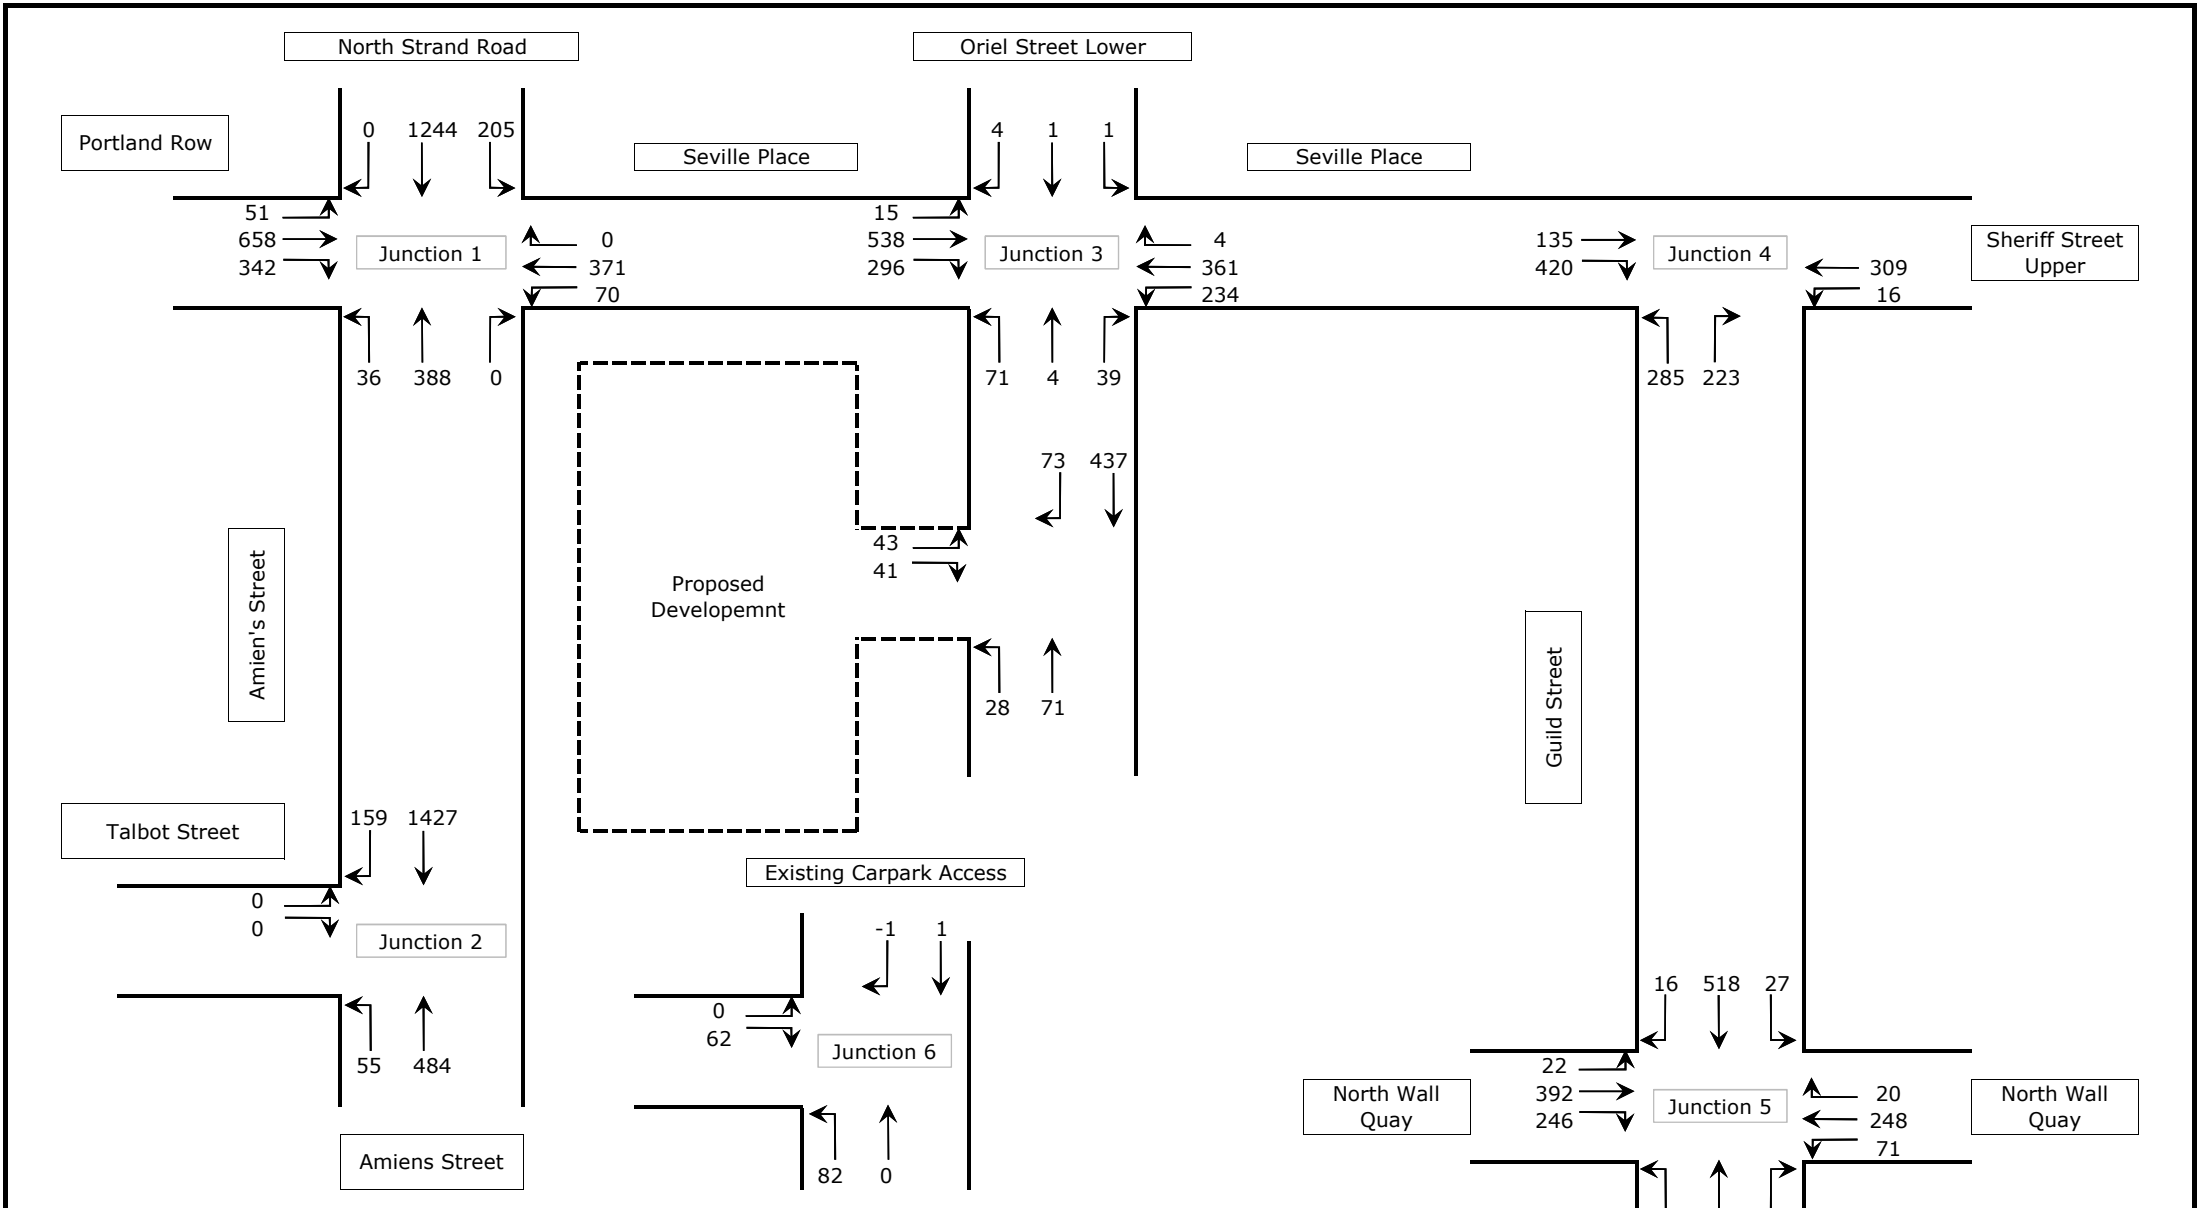 North Strand Road
Oriel Street Lower
Portland Row
0 1244 205
Seville Place
4 1 1
Seville Place
51
658
342
Junction 1
0
371
70
15
538
296
Junction 3
4
361
234
135
420
Junction 4
309
16
Sheriff Street
Upper
36 388 0
71 4 39
285 223
73 437
43
41
Proposed
Developemnt
Amien's Street
28 71
Guild Street
Talbot Street
159 1427
Existing Carpark Access
0
0
Junction 2
-1 1
16 518 27
0
62
Junction 6
55 484
22
392
246
North Wall
Quay
Junction 5
20
248
71
North Wall
Quay
Amiens Street
82 0